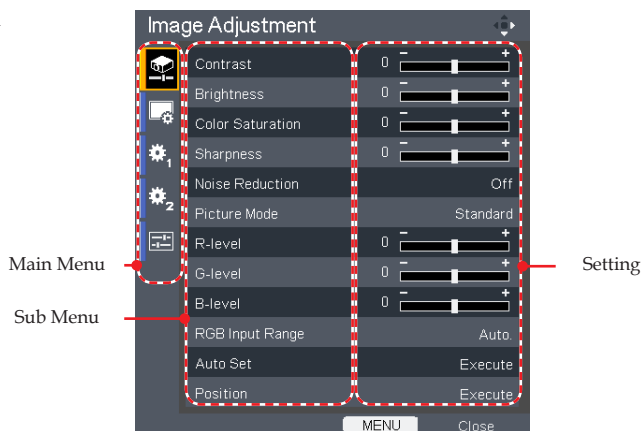 Image Adjustment
Contrast 0 - +
Brightness 0 - +
Color Saturation 0 - +
Sharpness 0 - +
Noise Reduction Off
Picture Mode Standard
R-level 0 - +
G-level 0 - +
B-level 0 - +
RGB Input Range Auto.
Auto Set Execute
Position Execute
MENU Close
1
2
Main Menu
Sub Menu
Setting